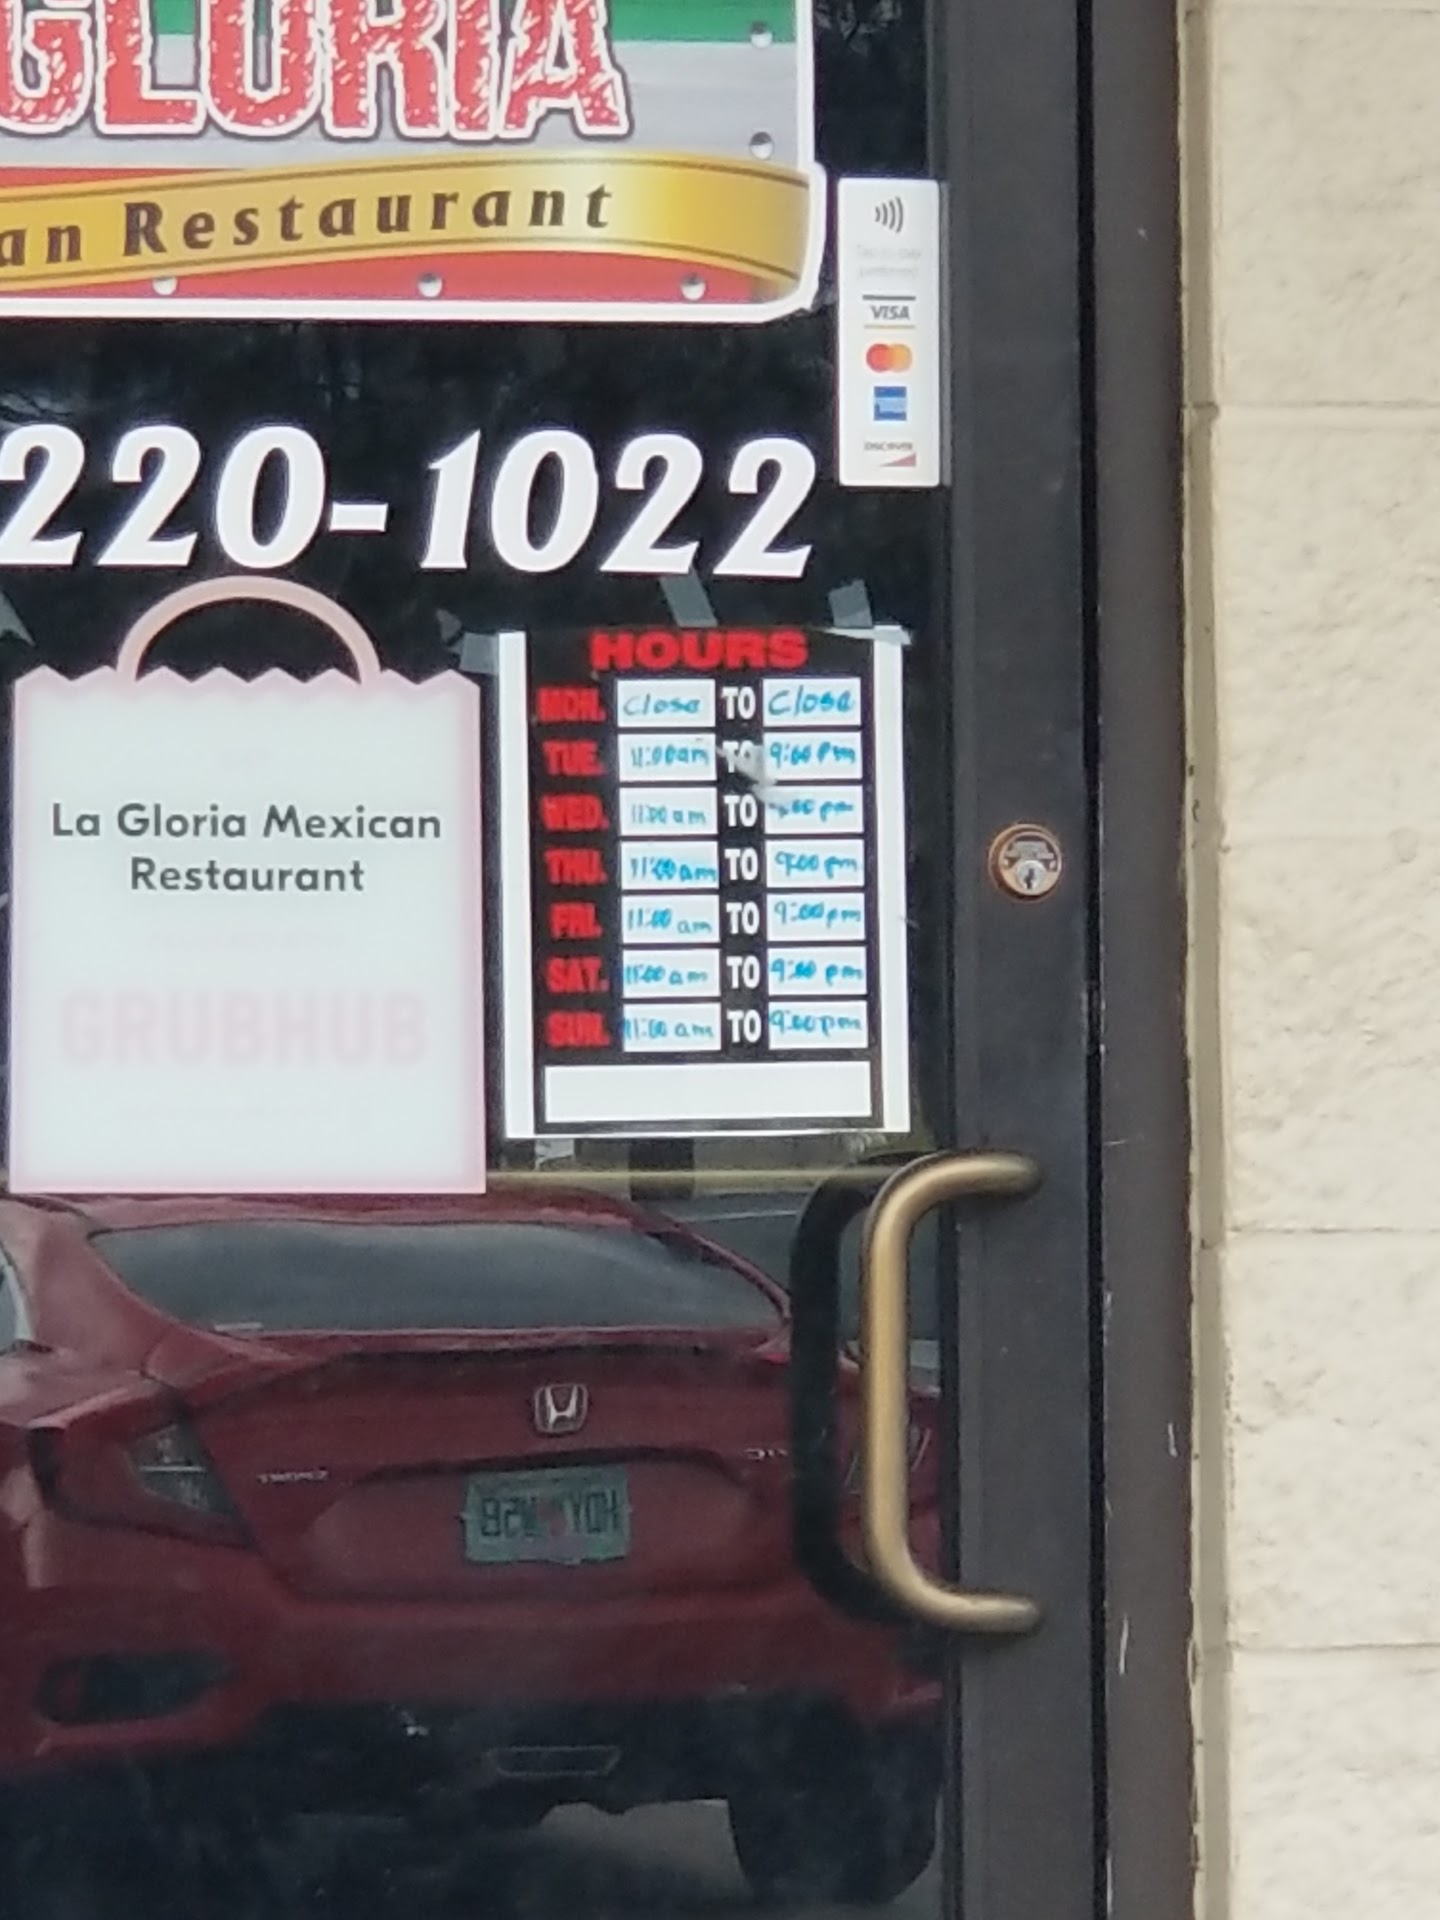 GLORIA
an Restaurant
VISA
DISCOVER
220-1022
La Gloria Mexican
Restaurant
GRUBHUB
HOURS
MON. Close TO Close
TUE. 11:00am TO 9:00 Pm
WED. 11:00 am TO :00 pm
THU. 11:00am TO 9:00 pm
FRI. 11:00 am TO 9:00pm
SAT. 11:00 am TO 9:00 pm
SUN. 11:00 am TO 9:00pm